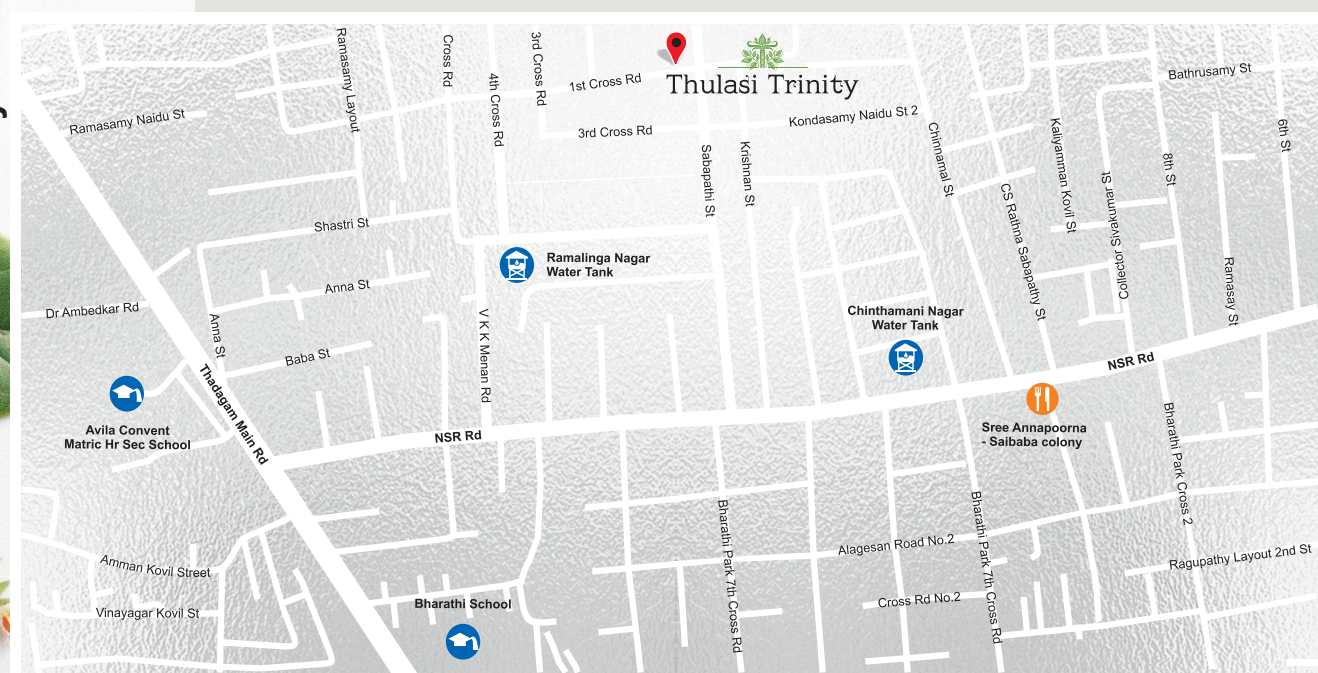 Ramasamy Layout
Cross Rd
4th Cross Rd
3rd Cross Rd
1st Cross Rd
Thulasi Trinity
Bathrusamy St
Ramasamy Naidu St
3rd Cross Rd
Kondasamy Naidu St 2
Chinnamal St
Kaliyamman Kovil St
8th St
6th St
Sabapathi St
Krishnan St
CS Rathna Sabapathy St
Collector Sivakumar St
Ramasay St
Shastri St
Ramalinga Nagar
Water Tank
Anna St
Dr Ambedkar Rd
Anna St
V K K Menan Rd
Chinthamani Nagar
Water Tank
Baba St
NSR Rd
Thadagam Main Rd
Avila Convent
Matric Hr Sec School
NSR Rd
Sree Annapoorna
- Saibaba colony
Bharathi Park Cross 2
Bharathi Park 7th Cross Rd
Bharathi Park 7th Cross Rd
Alagesan Road No.2
Ragupathy Layout 2nd St
Amman Kovil Street
Cross Rd No.2
Vinayagar Kovil St
Bharathi School